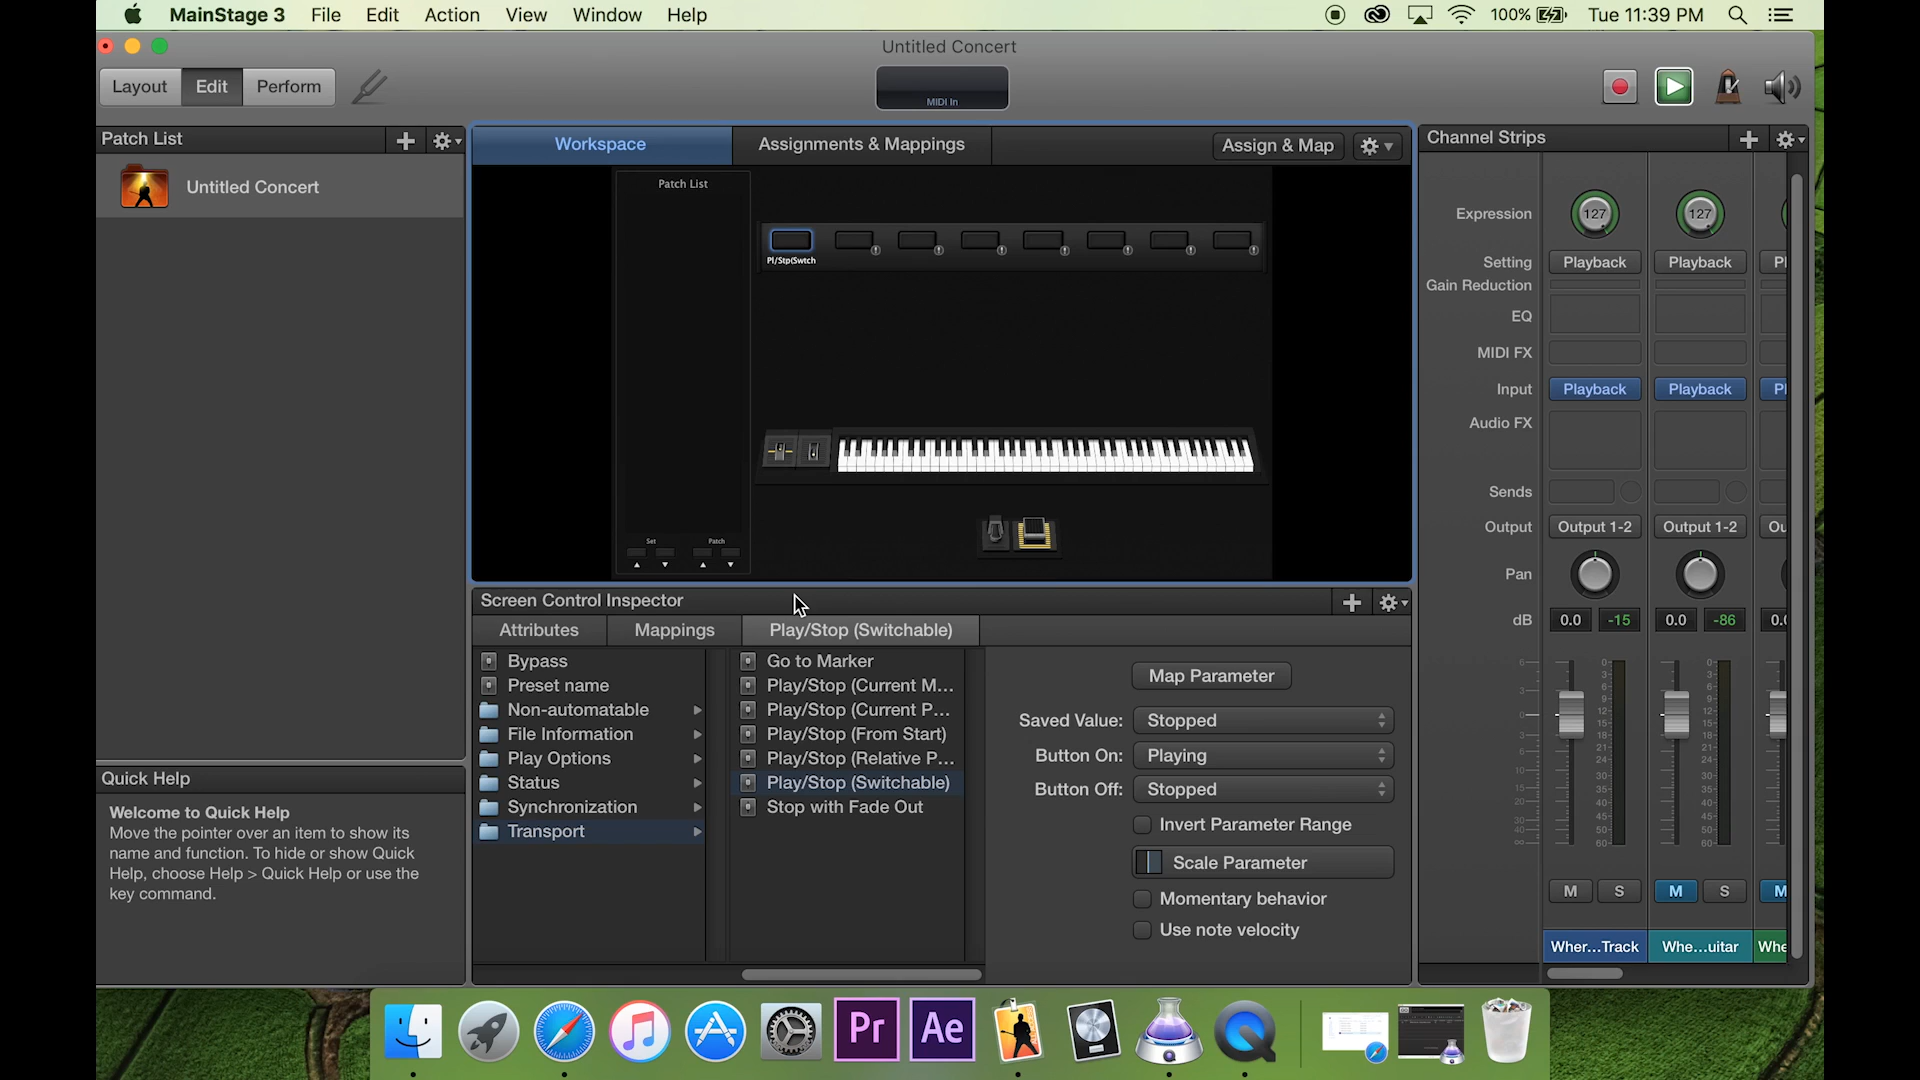 MainStage 3 File Edit Action View Window Help 100% Tue 11:39 PM
Untitled Concert
Layout Edit Perform
MIDI In
Patch List
Untitled Concert
Quick Help
Welcome to Quick Help
Move the pointer over an item to show its
name and function. To hide or show Quick
Help, choose Help > Quick Help or use the
key command.
Workspace Assignments & Mappings Assign & Map
Patch List
Pl/Stp(Swtch
Set Patch
Screen Control Inspector
Attributes Mappings Play/Stop (Switchable)
Bypass
Preset name
Non-automatable
File Information
Play Options
Status
Synchronization
Transport
Go to Marker
Play/Stop (Current M...
Play/Stop (Current P...
Play/Stop (From Start)
Play/Stop (Relative P...
Play/Stop (Switchable)
Stop with Fade Out
Map Parameter
Saved Value: Stopped
Button On: Playing
Button Off: Stopped
Invert Parameter Range
Scale Parameter
Momentary behavior
Use note velocity
Channel Strips
Expression 127 127
Setting Playback Playback Pl
Gain Reduction
EQ
MIDI FX
Input Playback Playback Pl
Audio FX
Sends
Output Output 1-2 Output 1-2 Ou
Pan
dB 0.0 -15 0.0 -86 0.0
M S M S M
Wher...Track Whe...uitar Whe
Pr Ae